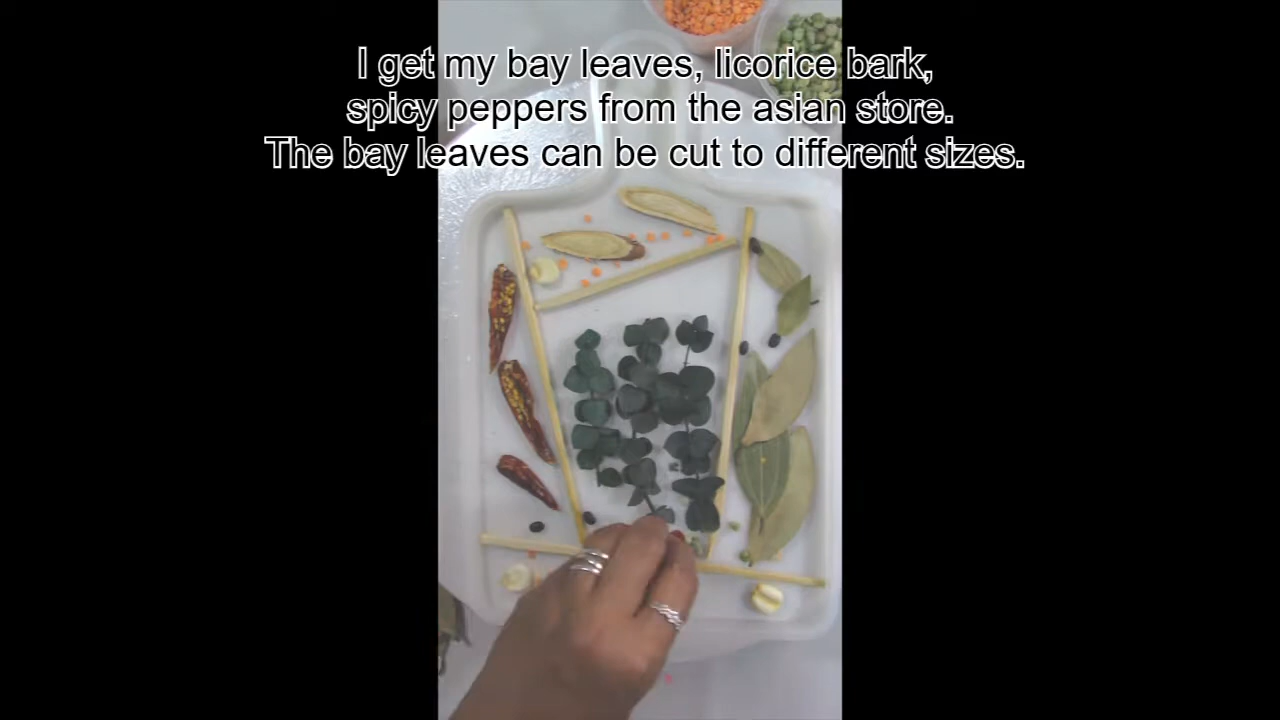 I get my bay leaves, licorice bark,
spicy peppers from the asian store.
The bay leaves can be cut to different sizes.